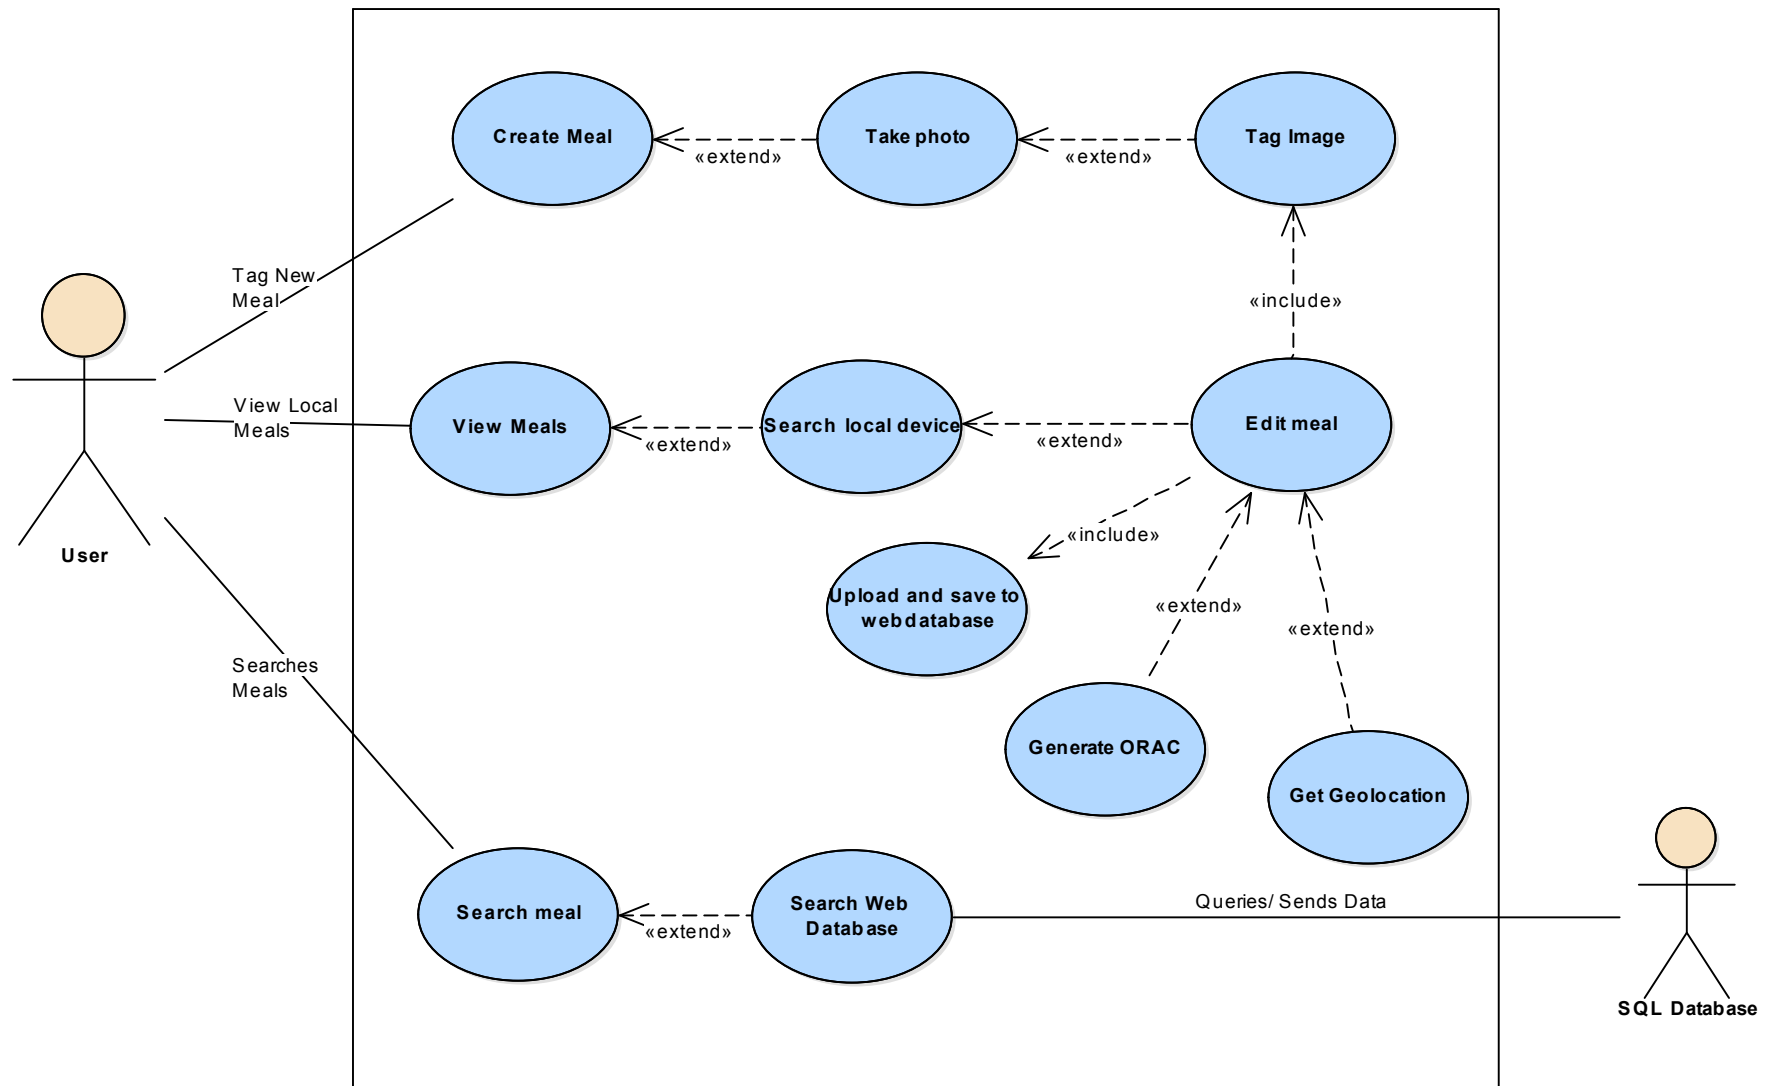 Create Meal
Take photo
Tag Image
«extend»
«extend»
Tag New
Meal
«include»
View Local
Meals
View Meals
Search local device
Edit meal
«extend»
«extend»
«include»
User
Upload and save to
web database
«extend»
«extend»
Searches
Meals
Generate ORAC
Get Geolocation
Search meal
Search Web
Database
«extend»
Queries/ Sends Data
SQL Database